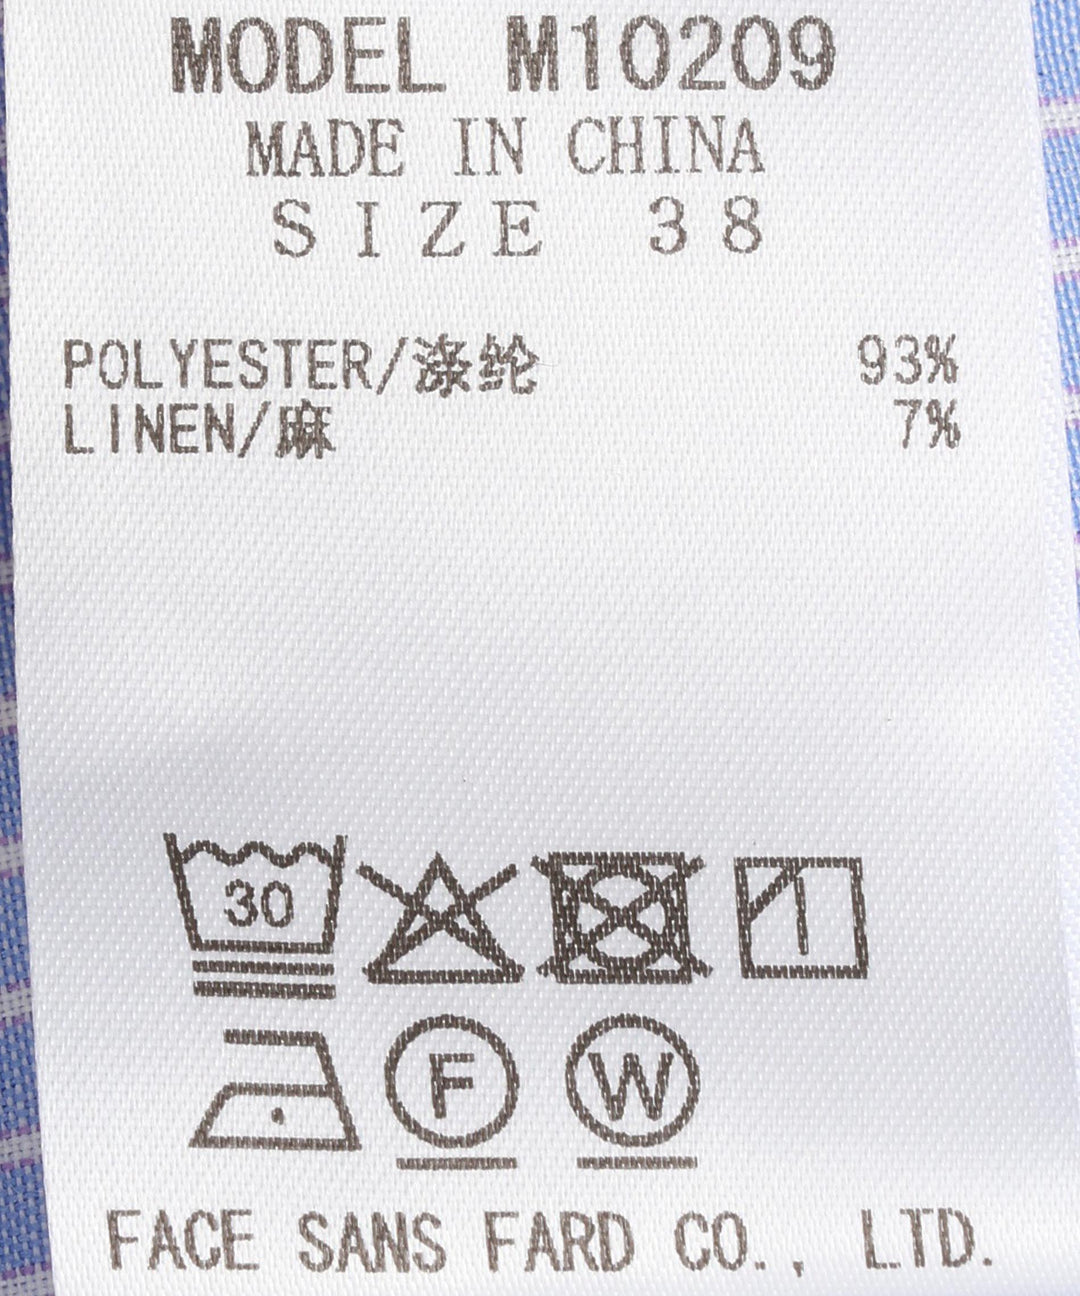 MODEL M10209
MADE IN CHINA
SIZE 38
POLYESTER/涤纶 93%
LINEN/麻 7%
30
F W
FACE SANS FARD CO., LTD.